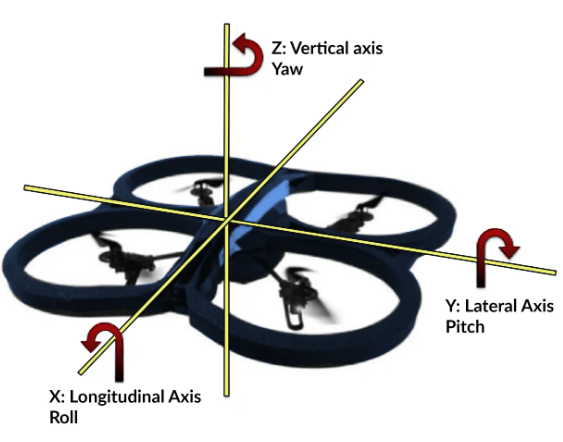 Z: Vertical axis
Yaw
Y: Lateral Axis
Pitch
X: Longitudinal Axis
Roll